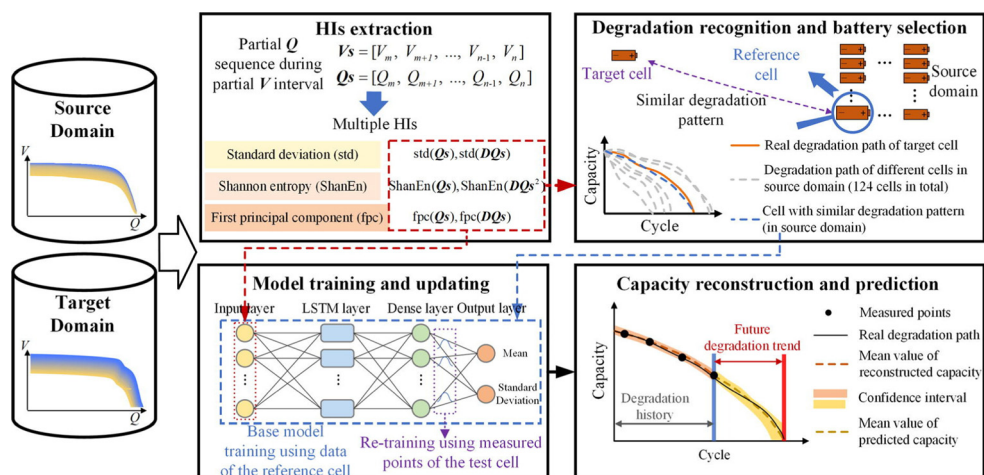 Source
Domain
V
Q
Target
Domain
V
Q
HIs extraction
Partial Q
sequence during
partial V interval
Vs = [Vm, Vm+1, ..., Vn-1, Vn]
Qs = [Qm, Qm+1, ..., Qn-1, Qn]
Multiple HIs
Standard deviation (std)
std(Qs),std(DQs)
Shannon entropy (ShanEn)
ShanEn(Qs),ShanEn(DQs²)
First principal component (fpc)
fpc(Qs),fpc(DQs)
Degradation recognition and battery selection
Target cell
Reference
cell
Source
domain
Similar degradation
pattern
Capacity
Cycle
Real degradation path of target cell
Degradation path of different cells in
source domain (124 cells in total)
Cell with similar degradation pattern
(in source domain)
Model training and updating
Input layer
LSTM layer
Dense layer
Output layer
Mean
Standard
Deviation
Base model
training using data
of the reference cell
Re-training using measured
points of the test cell
Capacity reconstruction and prediction
Capacity
Future
degradation trend
Degradation
history
Cycle
Measured points
Real degradation path
Mean value of
reconstructed capacity
Confidence interval
Mean value of
predicted capacity